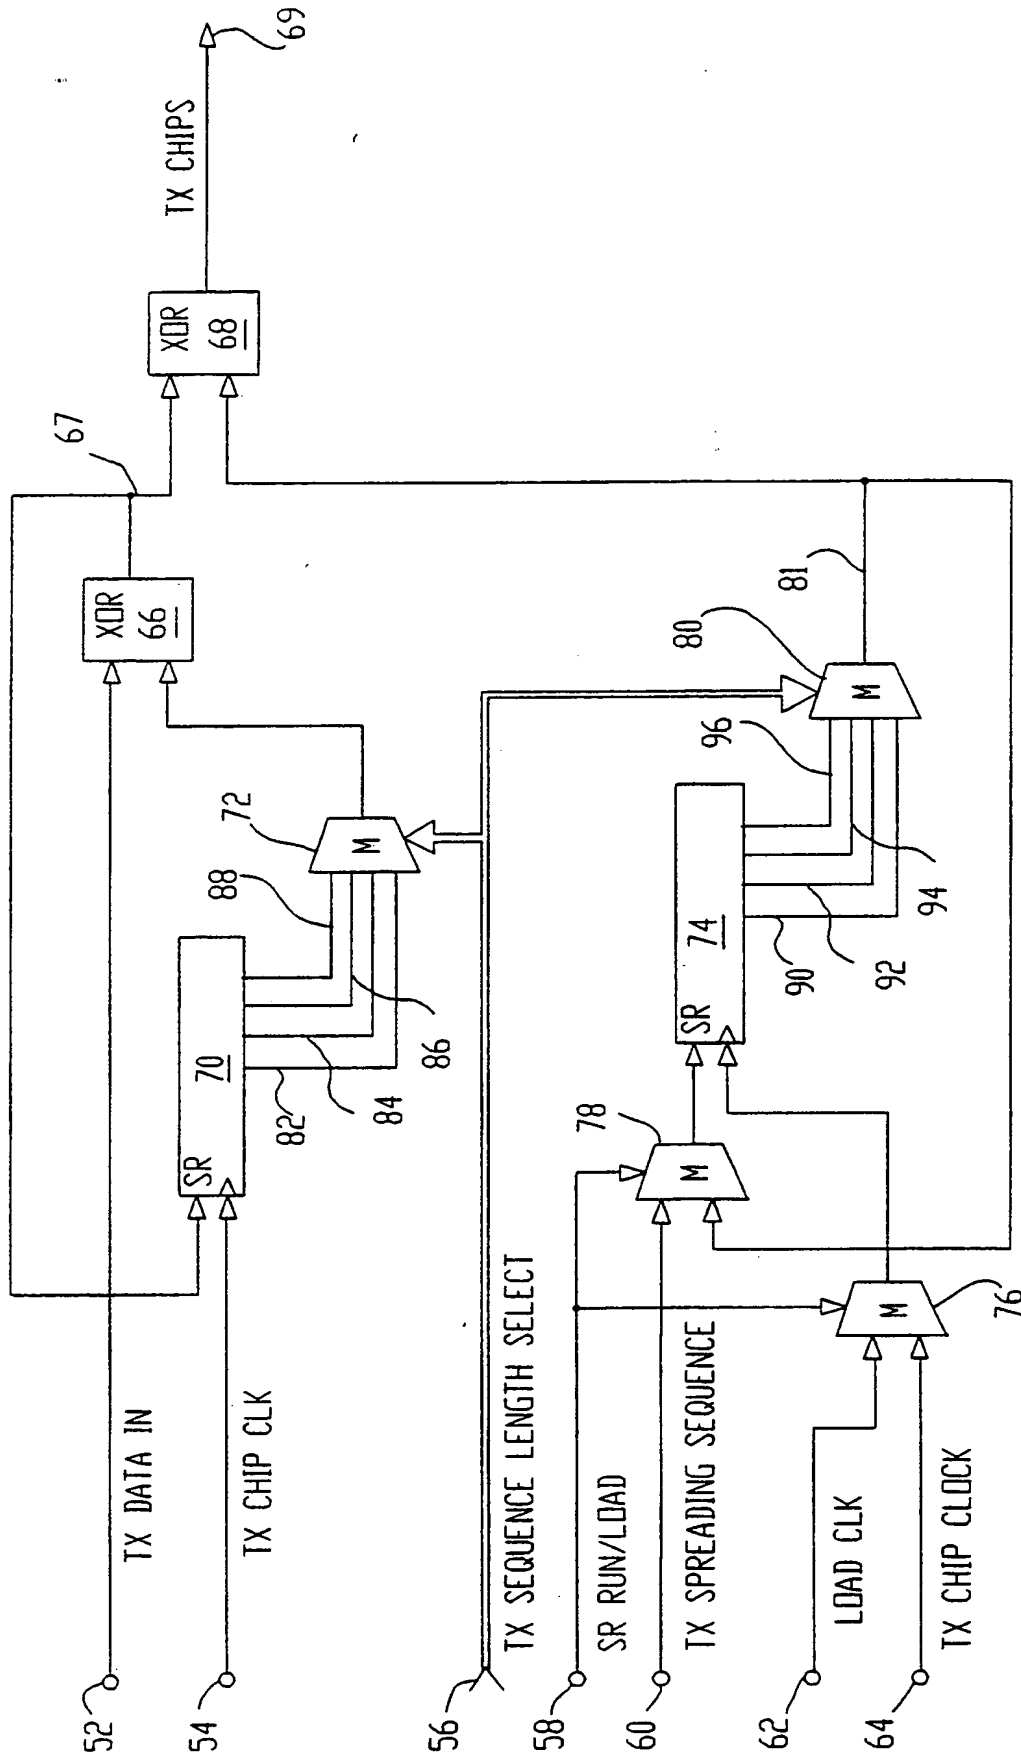 52
TX DATA IN
54
TX CHIP CLK
56
TX SEQUENCE LENGTH SELECT
58
SR RUN/LOAD
60
TX SPREADING SEQUENCE
62
LOAD CLK
64
TX CHIP CLOCK
SR
70
82
84
86
88
72
M
XOR
66
67
XOR
68
TX CHIPS
69
76
M
78
M
SR
74
90
92
94
96
80
M
81